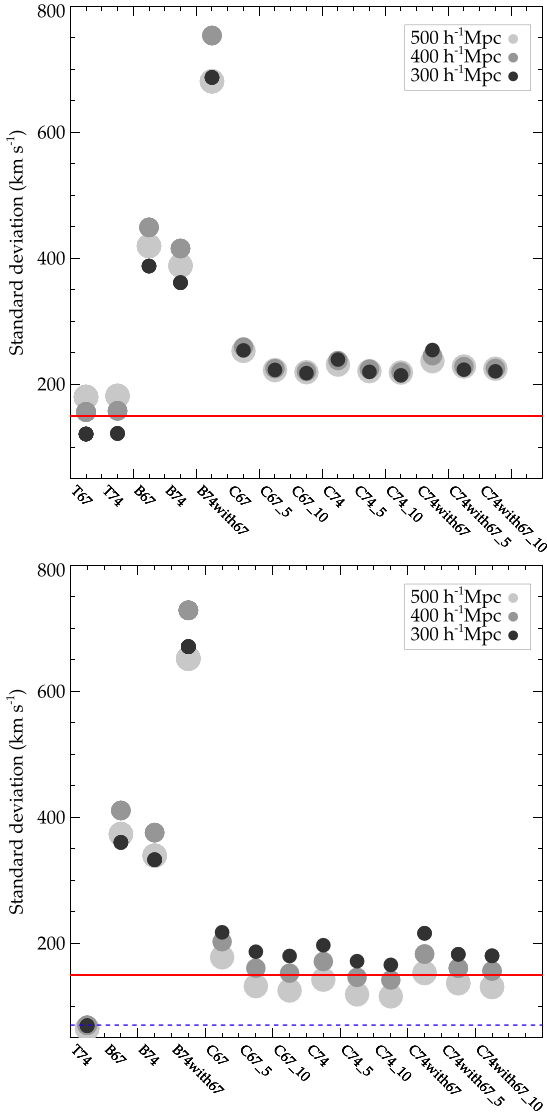 800
600
400
200
Standard deviation (km s⁻¹)
500 h⁻¹Mpc
400 h⁻¹Mpc
300 h⁻¹Mpc
T67
T74
B67
B74
B74with67
C67
C67_5
C67_10
C74
C74_5
C74_10
C74with67
C74with67_5
C74with67_10
800
600
400
200
Standard deviation (km s⁻¹)
500 h⁻¹Mpc
400 h⁻¹Mpc
300 h⁻¹Mpc
T74
B67
B74
B74with67
C67
C67_5
C67_10
C74
C74_5
C74_10
C74with67
C74with67_5
C74with67_10